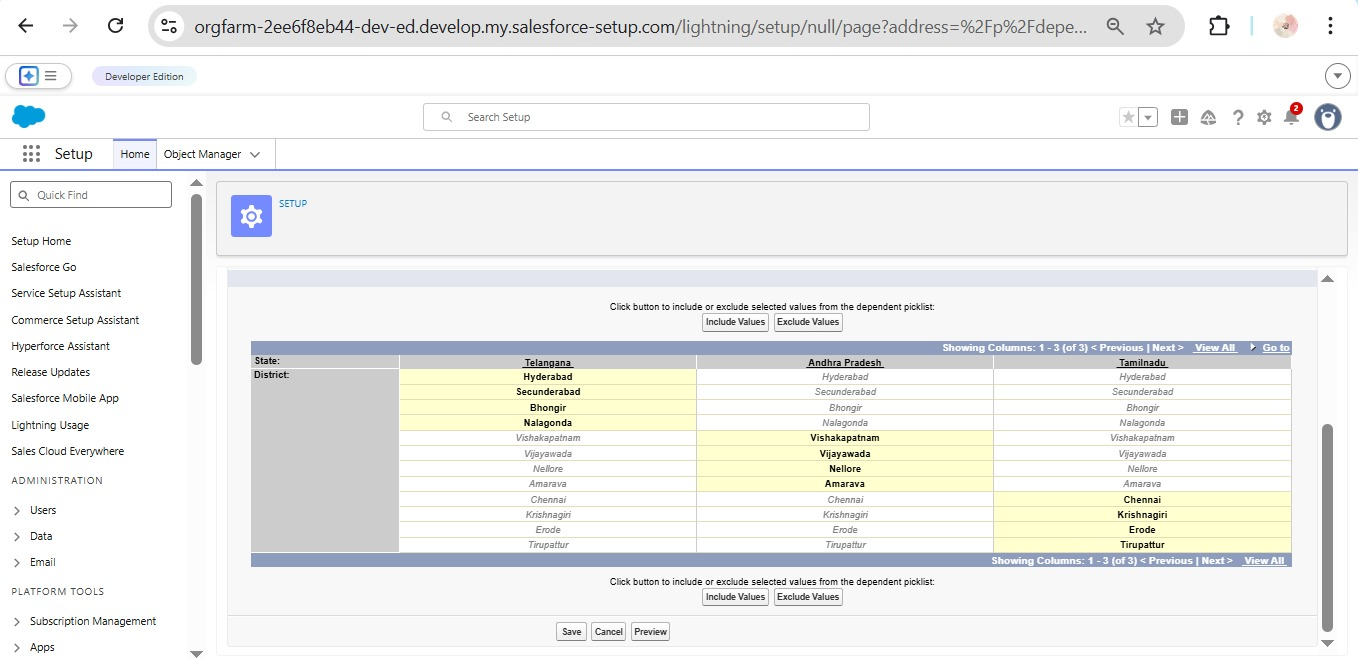 orgfarm-2ee6f8eb44-dev-ed.develop.my.salesforce-setup.com/lightning/setup/null/page?address=%2Fp%2Fdepe...
Developer Edition
Search Setup
2
Setup Home Object Manager
Quick Find
SETUP
Setup Home
Salesforce Go
Service Setup Assistant
Commerce Setup Assistant
Hyperforce Assistant
Release Updates
Salesforce Mobile App
Lightning Usage
Sales Cloud Everywhere
ADMINISTRATION
Users
Data
Email
PLATFORM TOOLS
Subscription Management
Apps
Click button to include or exclude selected values from the dependent picklist:
Include Values Exclude Values
Showing Columns: 1 - 3 (of 3) < Previous | Next > View All Go to
State: Telangana Andhra Pradesh Tamilnadu
District: Hyderabad Hyderabad Hyderabad
Secunderabad Secunderabad Secunderabad
Bhongir Bhongir Bhongir
Nalagonda Nalagonda Nalagonda
Vishakapatnam Vishakapatnam Vishakapatnam
Vijayawada Vijayawada Vijayawada
Nellore Nellore Nellore
Amarava Amarava Amarava
Chennai Chennai Chennai
Krishnagiri Krishnagiri Krishnagiri
Erode Erode Erode
Tirupattur Tirupattur Tirupattur
Showing Columns: 1 - 3 (of 3) < Previous | Next > View All
Click button to include or exclude selected values from the dependent picklist:
Include Values Exclude Values
Save Cancel Preview